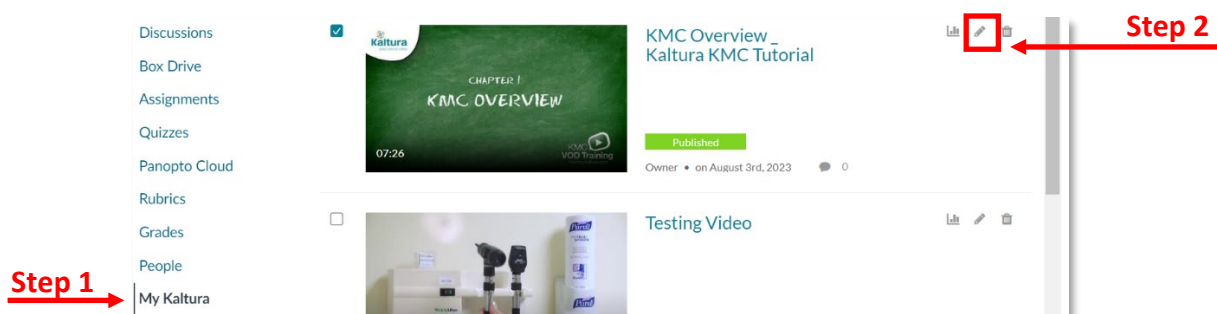 Discussions
Box Drive
Assignments
Quizzes
Panopto Cloud
Rubrics
Grades
People
My Kaltura
Step 1
Kaltura
CHAPTER 1
KMC OVERVIEW
07:26
KMC
VOD Training
KMC Overview _
Kaltura KMC Tutorial
Published
Owner • on August 3rd, 2023 0
Step 2
Purell
Purell
Testing Video